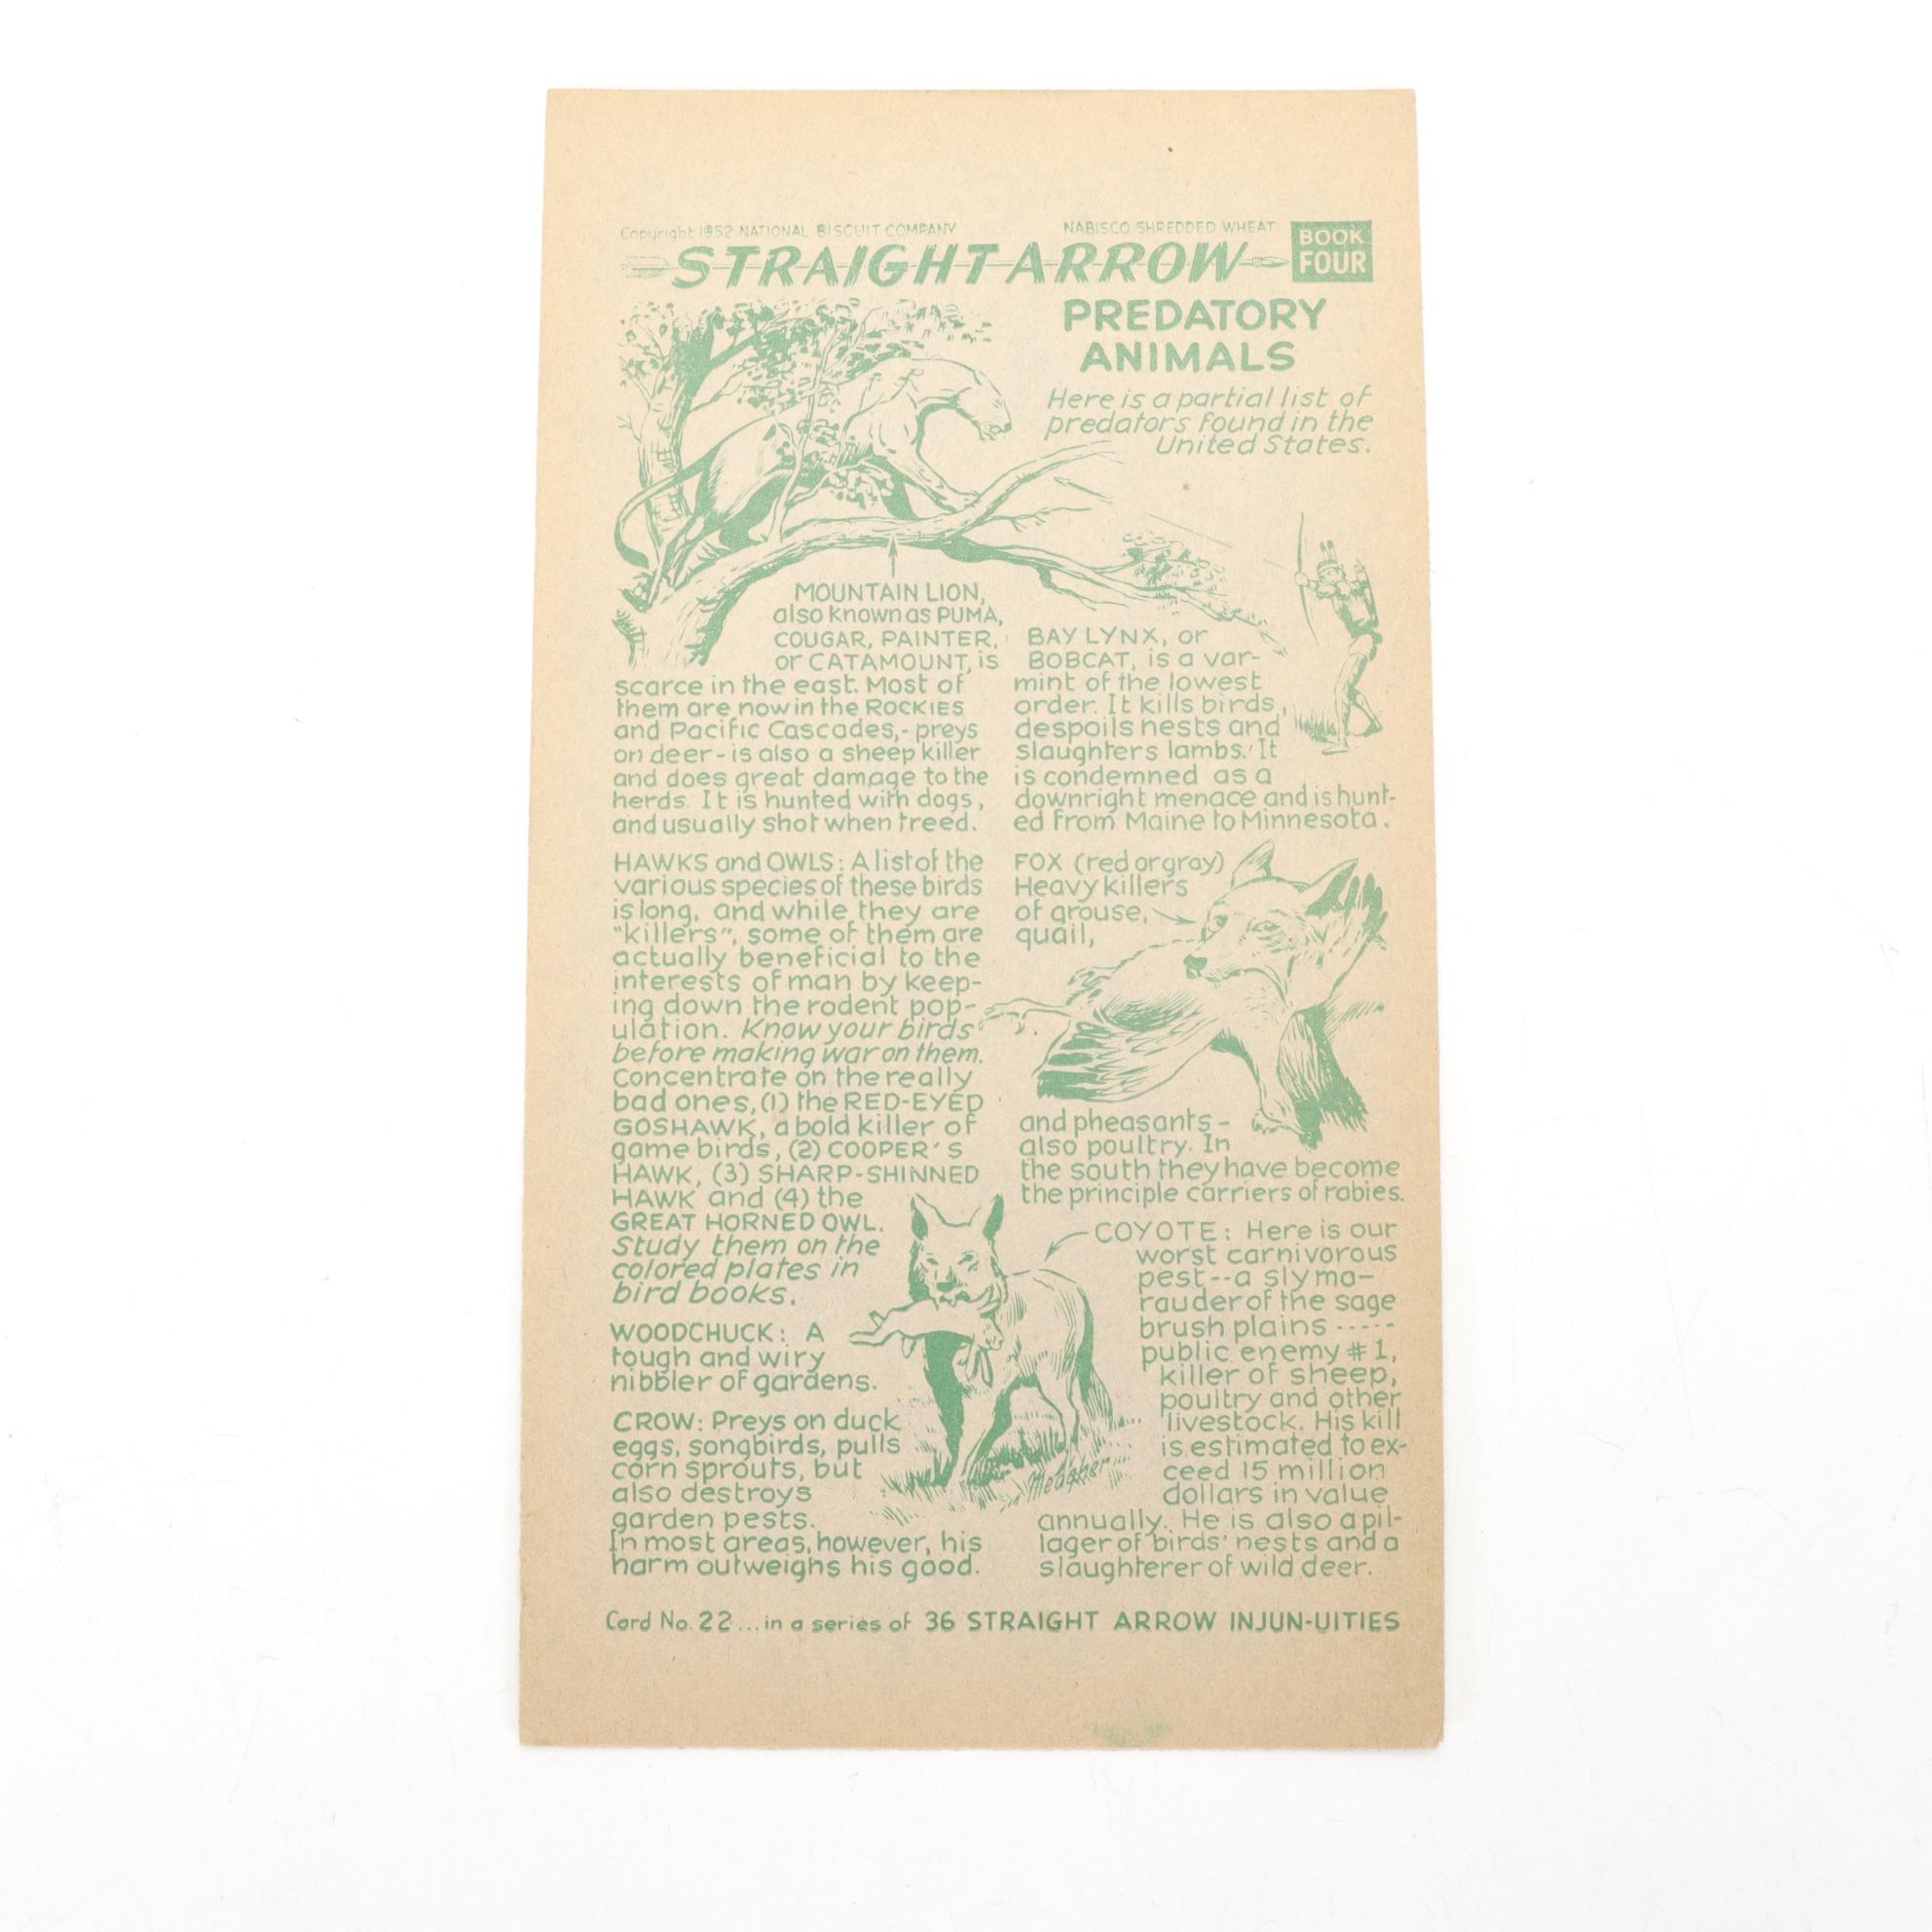 Copyright 1952 NATIONAL BISCUIT COMPANY
NABISCO SHREDDED WHEAT
BOOK
FOUR
STRAIGHT ARROW
PREDATORY
ANIMALS
Here is a partial list of
predators found in the
United States.
MOUNTAIN LION,
also known as PUMA,
COUGAR, PAINTER,
or CATAMOUNT, is
scarce in the east. Most of
them are now in the ROCKIES
and Pacific Cascades,- preys
on deer - is also a sheep killer
and does great damage to the
herds. It is hunted with dogs,
and usually shot when treed.
HAWKS and OWLS: A list of the
various species of these birds
is long, and while they are
"killers", some of them are
actually beneficial to the
interests of man by keep-
ing down the rodent pop-
ulation. Know your birds
before making war on them.
Concentrate on the really
bad ones, (1) the RED-EYED
GOSHAWK, a bold killer of
game birds, (2) COOPER'S
HAWK, (3) SHARP-SHINNED
HAWK and (4) the
GREAT HORNED OWL.
Study them on the
colored plates in
bird books.
WOODCHUCK: A
tough and wiry
nibbler of gardens.
CROW: Preys on duck
eggs, songbirds, pulls
corn sprouts, but
also destroys
garden pests.
In most areas, however, his
harm outweighs his good.
BAY LYNX, or
BOBCAT, is a var-
mint of the lowest
order. It kills birds,
despoils nests and
slaughters lambs. It
is condemned as a
downright menace and is hunt-
ed from Maine to Minnesota.
FOX (red or gray)
Heavy killers
of grouse,
quail,
and pheasants -
also poultry. In
the south they have become
the principle carriers of rabies.
COYOTE: Here is our
worst carnivorous
pest--a sly ma-
rauder of the sage
brush plains -----
public enemy #1,
killer of sheep,
poultry and other
livestock. His kill
is estimated to ex-
ceed 15 million
dollars in value
annually. He is also a pil-
lager of birds' nests and a
slaughterer of wild deer.
Meagher
Card No. 22 ... in a series of 36 STRAIGHT ARROW INJUN-UITIES